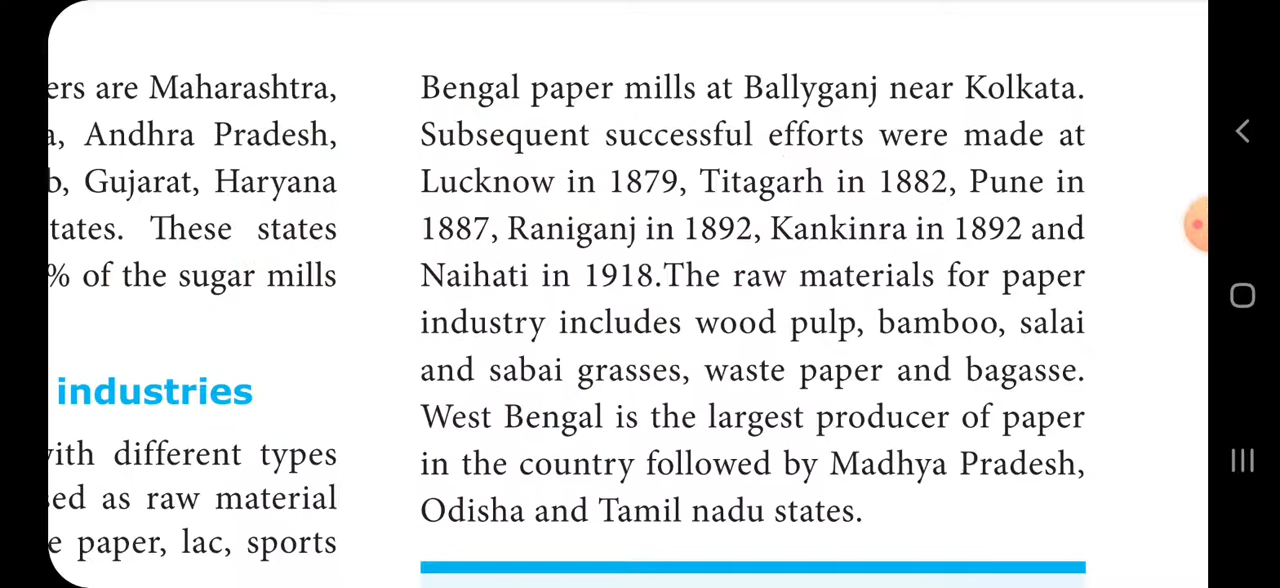 are Maharashtra,
Andhra Pradesh,
Gujarat, Haryana
These states
% of the sugar mills
industries
different types
as raw material
paper, lac, sports
Bengal paper mills at Ballyganj near Kolkata.
Subsequent successful efforts were made at
Lucknow in 1879, Titagarh in 1882, Pune in
1887, Raniganj in 1892, Kankinra in 1892 and
Naihati in 1918.The raw materials for paper
industry includes wood pulp, bamboo, salai
and sabai grasses, waste paper and bagasse.
West Bengal is the largest producer of paper
in the country followed by Madhya Pradesh,
Odisha and Tamil nadu states.